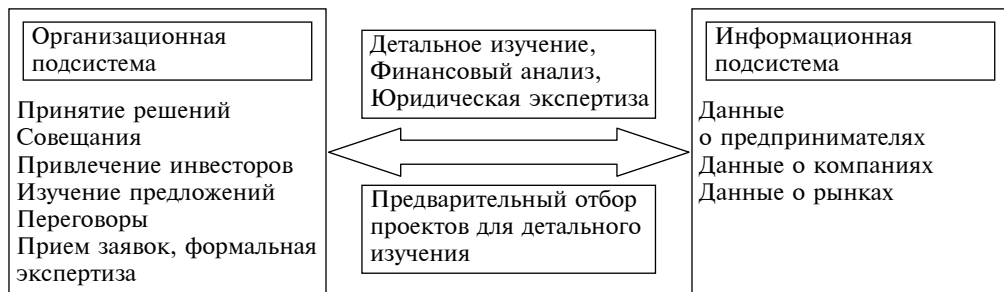 Организационная
подсистема
Принятие решений
Совещания
Привлечение инвесторов
Изучение предложений
Переговоры
Прием заявок, формальная
экспертиза
Детальное изучение,
Финансовый анализ,
Юридическая экспертиза
Предварительный отбор
проектов для детального
изучения
Информационная
подсистема
Данные
о предпринимателях
Данные о компаниях
Данные о рынках